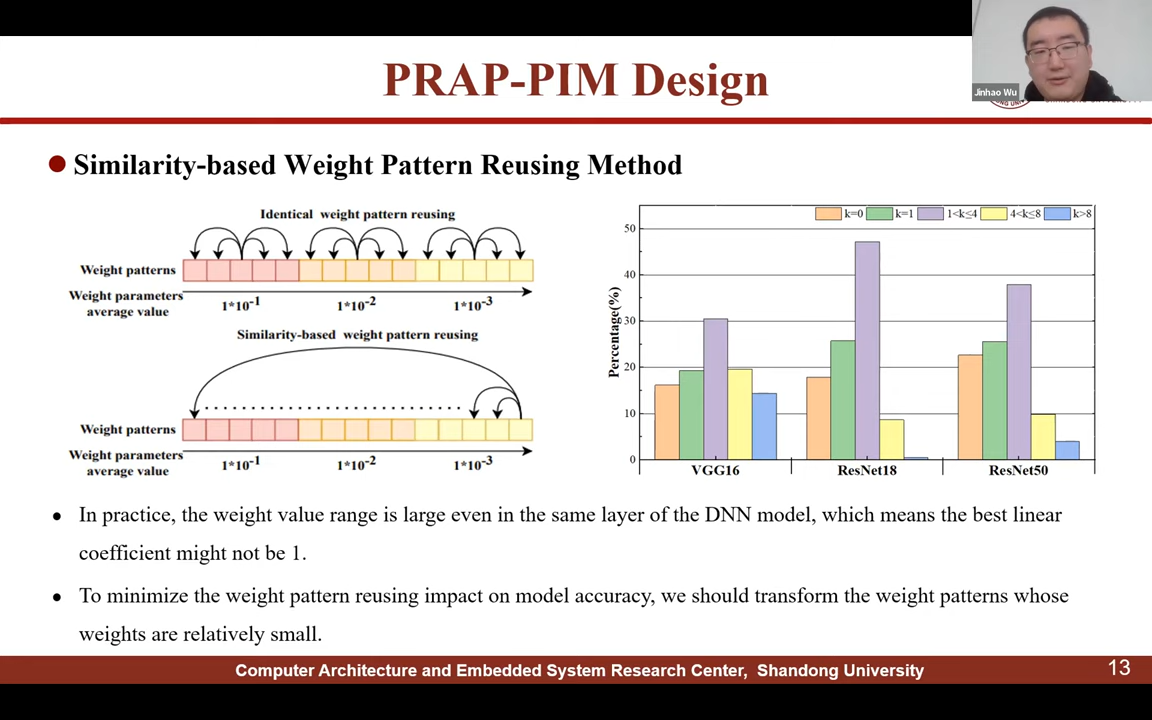 PRAP-PIM Design
Jinhao Wu
Similarity-based Weight Pattern Reusing Method
Identical weight pattern reusing
Weight patterns
Weight parameters
average value
1*10-1
1*10-2
1*10-3
Similarity-based weight pattern reusing
Weight patterns
Weight parameters
average value
1*10-1
1*10-2
1*10-3
k=0
k=1
1<k≤4
4<k≤8
k>8
Percentage(%)
50
40
30
20
10
0
VGG16
ResNet18
ResNet50
In practice, the weight value range is large even in the same layer of the DNN model, which means the best linear
coefficient might not be 1.
To minimize the weight pattern reusing impact on model accuracy, we should transform the weight patterns whose
weights are relatively small.
Computer Architecture and Embedded System Research Center, Shandong University
13